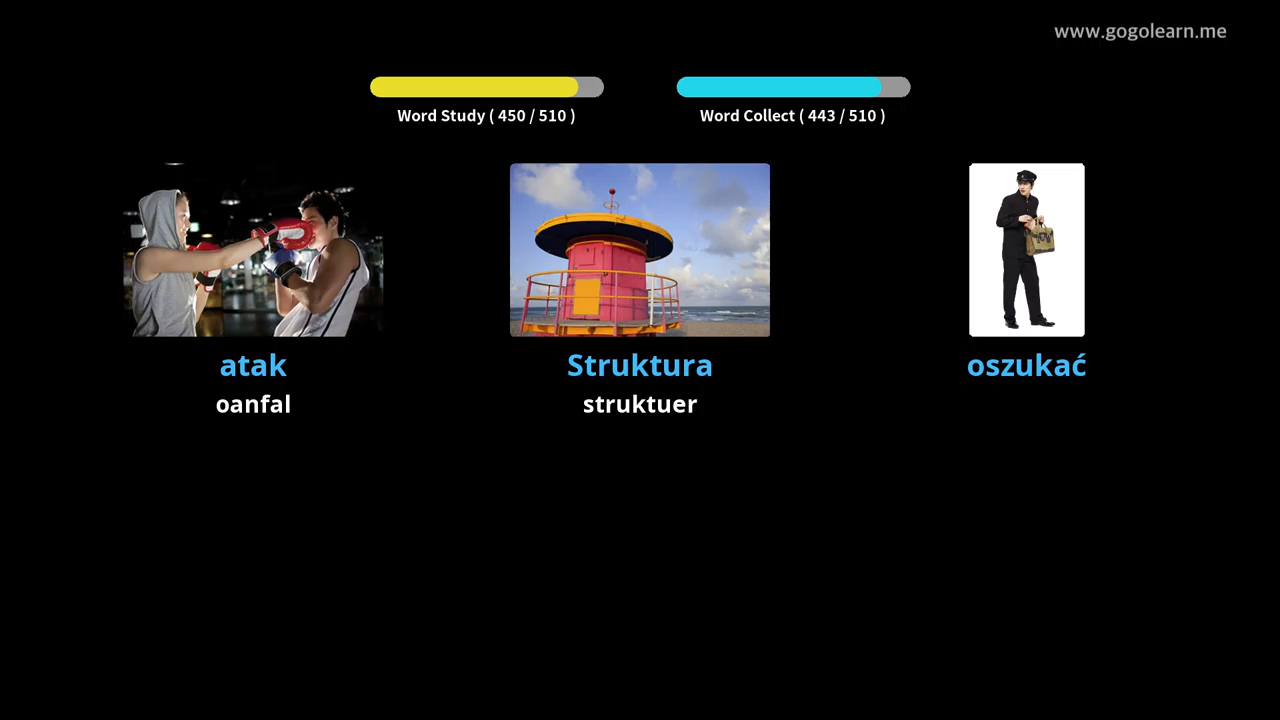 www.gogolearn.me
Word Study ( 450 / 510 )
Word Collect ( 443 / 510 )
atak
Struktura
oszukać
oanfal
struktuer